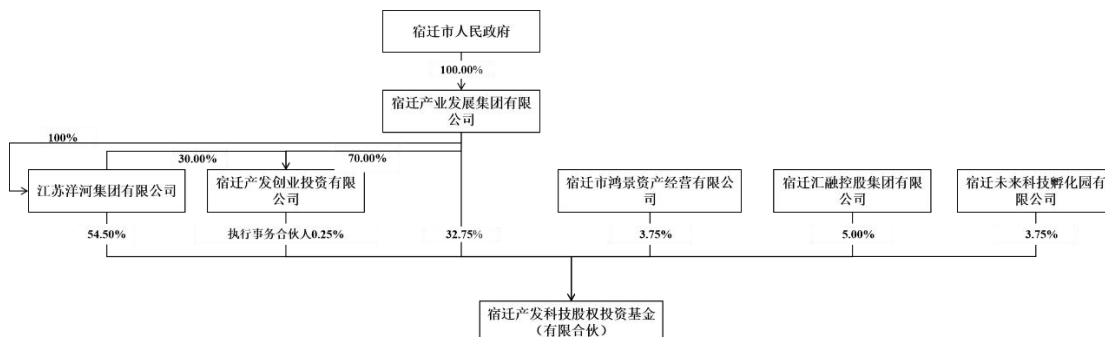 宿迁市人民政府
100.00%
宿迁产业发展集团有限
公司
100%
30.00%
70.00%
江苏洋河集团有限公司
宿迁产发创业投资有限
公司
宿迁市鸿景资产经营有限公
司
宿迁汇融控股集团有限
公司
宿迁未来科技孵化园有
限公司
54.50%
执行事务合伙人0.25%
32.75%
3.75%
5.00%
3.75%
宿迁产发科技股权投资基金
（有限合伙）